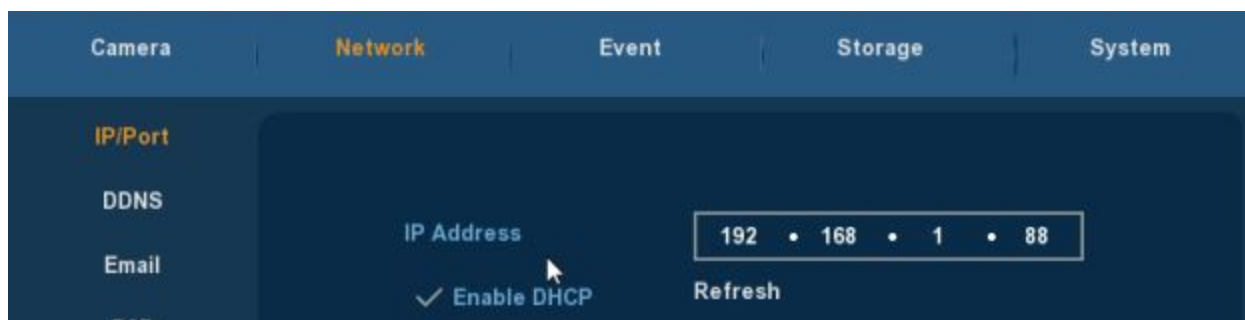 Camera Network Event Storage System
IP/Port
DDNS
IP Address 192 . 168 . 1 . 88
Email
Enable DHCP Refresh